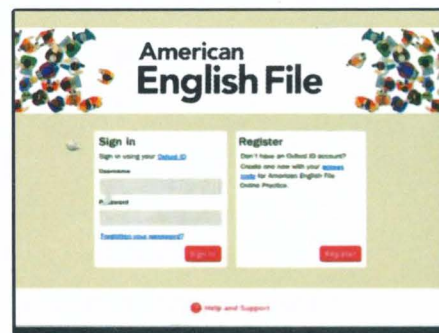 American
English File
Sign in
Sign in using your Oxford ID
Username
Password
Forgotten your password?
Sign in
Register
Don't have an Oxford ID account?
Create one now with your access
code for American English File
Online Practice.
Register
Help and Support